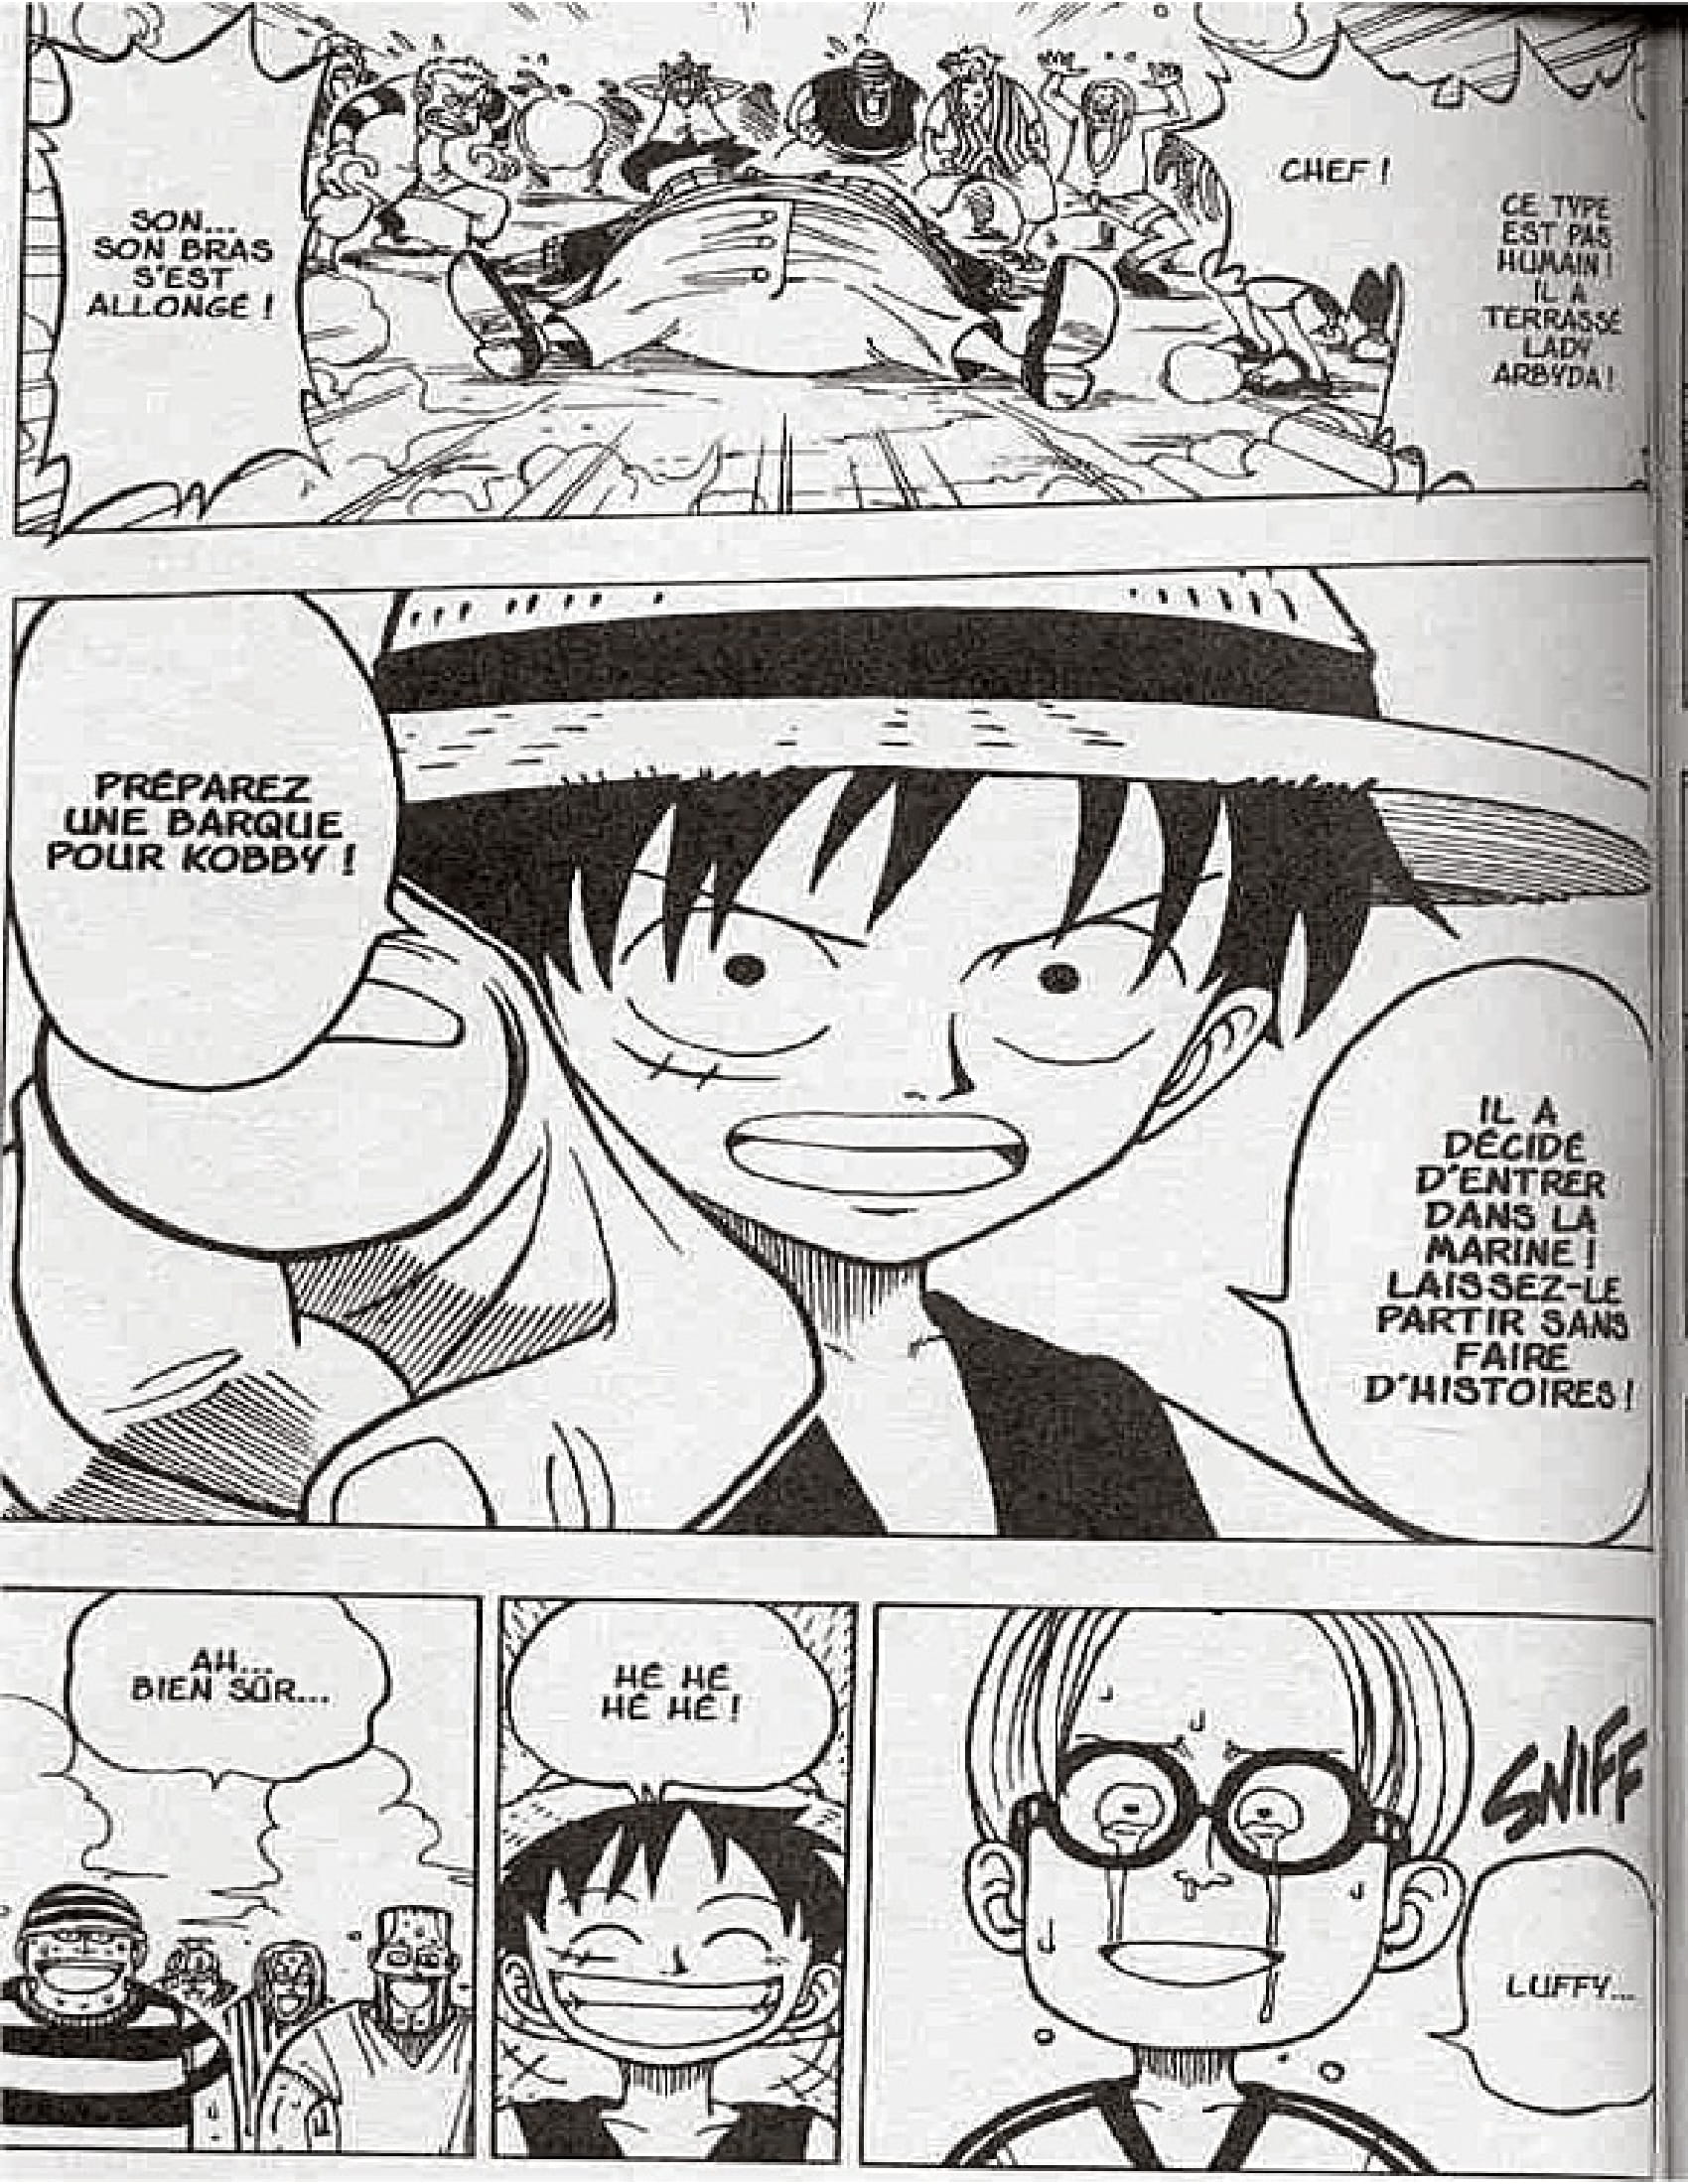 CHEF !
CE TYPE
EST PAS
HUMAIN !
IL A
TERRASSÉ
LADY
ARBYDA !
SON...
SON BRAS
S'EST
ALLONGÉ !
PRÉPAREZ
UNE BARQUE
POUR KOBBY !
IL A
DÉCIDÉ
D'ENTRER
DANS LA
MARINE !
LAISSEZ-LE
PARTIR SANS
FAIRE
D'HISTOIRES !
AH...
BIEN SÛR...
HÉ HÉ
HÉ HÉ !
SNIFF
LUFFY...